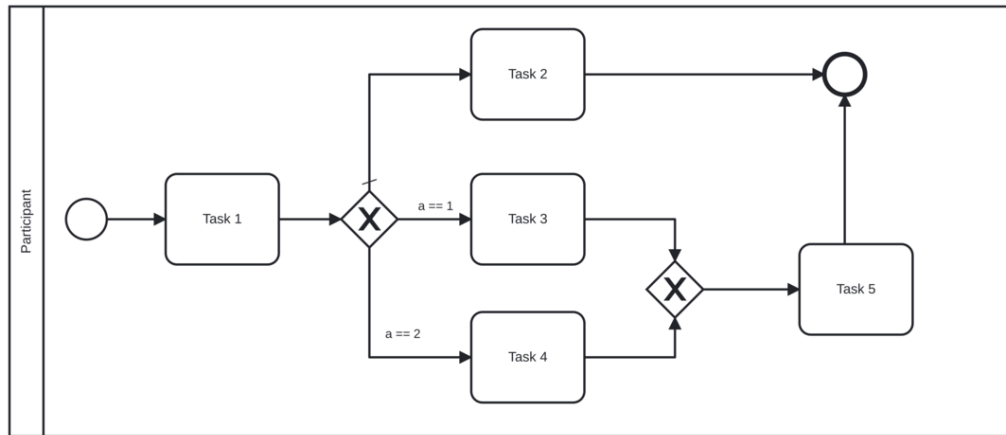 Participant
Task 1
Task 2
a == 1
Task 3
a == 2
Task 4
Task 5